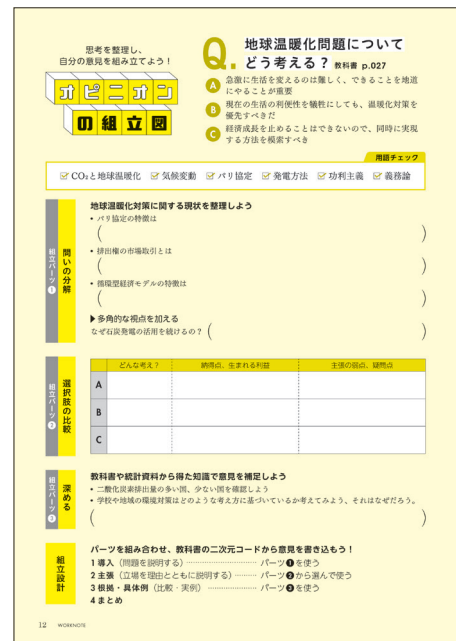 思考を整理し、
自分の意見を組み立てよう！
オピニオン
の組立図
Q. 地球温暖化問題について
どう考える？ 教科書 p.027
A 急激に生活を変えるのは難しく、できることを地道
にやることが重要
B 現在の生活の利便性を犠牲にしても、温暖化対策を
優先すべきだ
C 経済成長を止めることはできないので、同時に実現
する方法を模索すべき
用語チェック
CO₂と地球温暖化 気候変動 パリ協定 発電方法 功利主義 義務論
組立パーツ❶
問いの分解
地球温暖化対策に関する現状を整理しよう
• パリ協定の特徴は
( )
• 排出権の市場取引とは
( )
• 循環型経済モデルの特徴は
( )
▶多角的な視点を加える
なぜ石炭発電の活用を続けるの？ ( )
組立パーツ❷
選択肢の比較
どんな考え？ 納得点、生まれる利益 主張の弱点、疑問点
A
B
C
組立パーツ❸
深める
教科書や統計資料から得た知識で意見を補足しよう
• 二酸化炭素排出量の多い国、少ない国を確認しよう
• 学校や地域の環境対策はどのような考え方に基づいているか考えてみよう、それはなぜだろう。
( )
組立設計
パーツを組み合わせ、教科書の二次元コードから意見を書き込もう！
1 導入（問題を説明する）………… パーツ❶を使う
2 主張（立場を理由とともに説明する）……… パーツ❷から選んで使う
3 根拠・具体例（比較・実例）………… パーツ❸を使う
4 まとめ
12 WORKNOTE